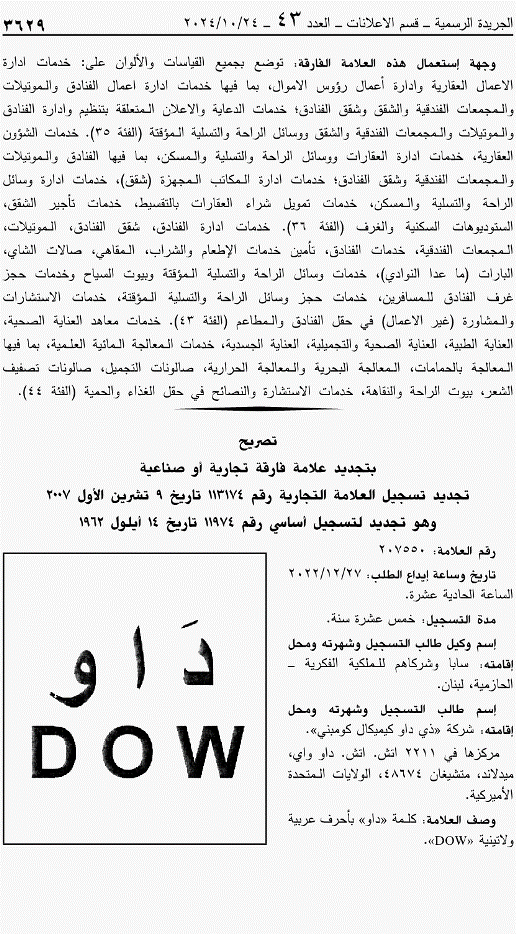 الجريدة الرسمية ــ قسم الاعلانات ــ العدد ٤٣ ــ ٢٠٢٤/١٠/٢٤
٣٦٢٩
وجهة إستعمال هذه العلامة الفارقة: توضع بجميع القياسات والألوان على: خدمات ادارة
الاعمال العقارية وادارة أعمال رؤوس الاموال، بما فيها خدمات ادارة اعمال الفنادق والموتيلات
والمجمعات الفندقية والشقق وشقق الفنادق؛ خدمات الدعاية والاعلان المتعلقة بتنظيم وادارة الفنادق
والموتيلات والمجمعات الفندقية والشقق ووسائل الراحة والتسلية المؤقتة (الفئة ٣٥). خدمات الشؤون
العقارية، خدمات ادارة العقارات ووسائل الراحة والتسلية والمسكن، بما فيها الفنادق والموتيلات
والمجمعات الفندقية وشقق الفنادق؛ خدمات ادارة المكاتب المجهزة (شقق)، خدمات ادارة وسائل
الراحة والتسلية والمسكن، خدمات تمويل شراء العقارات بالتقسيط، خدمات تأجير الشقق،
الستوديوهات السكنية والغرف (الفئة ٣٦). خدمات ادارة الفنادق، شقق الفنادق، الموتيلات،
المجمعات الفندقية، خدمات الفنادق، تأمين خدمات الإطعام والشراب، المقاهي، صالات الشاي،
البارات (ما عدا النوادي)، خدمات وسائل الراحة والتسلية المؤقتة وبيوت السياح وخدمات حجز
غرف الفنادق للمسافرين، خدمات حجز وسائل الراحة والتسلية المؤقتة، خدمات الاستشارات
والمشاورة (غير الاعمال) في حقل الفنادق والمطاعم (الفئة ٤٣). خدمات معاهد العناية الصحية،
العناية الطبية، العناية الصحية والتجميلية، العناية الجسدية، خدمات المعالجة المائية العلمية، بما فيها
المعالجة بالحمامات، المعالجة البحرية والمعالجة الحرارية، صالونات التجميل، صالونات تصفيف
الشعر، بيوت الراحة والنقاهة، خدمات الاستشارة والنصائح في حقل الغذاء والحمية (الفئة ٤٤).
تصريح
بتجديد علامة فارقة تجارية أو صناعية
تجديد تسجيل العلامة التجارية رقم ١١٣١٧٤ تاريخ ٩ تشرين الأول ٢٠٠٧
وهو تجديد لتسجيل أساسي رقم ١١٩٧٤ تاريخ ١٤ أيلول ١٩٦٢
رقم العلامة: ٢٠٧٥٥٠
تاريخ وساعة إيداع الطلب: ٢٠٢٢/١٢/٢٧
الساعة الحادية عشرة.
مدة التسجيل: خمس عشرة سنة.
إسم وكيل طالب التسجيل وشهرته ومحل
إقامته: سابا وشركاهم للملكية الفكرية ــ
الحازمية، لبنان.
إسم طالب التسجيل وشهرته ومحل
إقامته: شركة «ذي داو كيميكال كومبني».
مركزها في ٢٢١١ اتش. اتش. داو واي،
ميدلاند، متشيغان ٤٨٦٧٤، الولايات المتحدة
الأميركية.
وصف العلامة: كلمة «داو» بأحرف عربية
ولاتينية «DOW».
دَاو
DOW